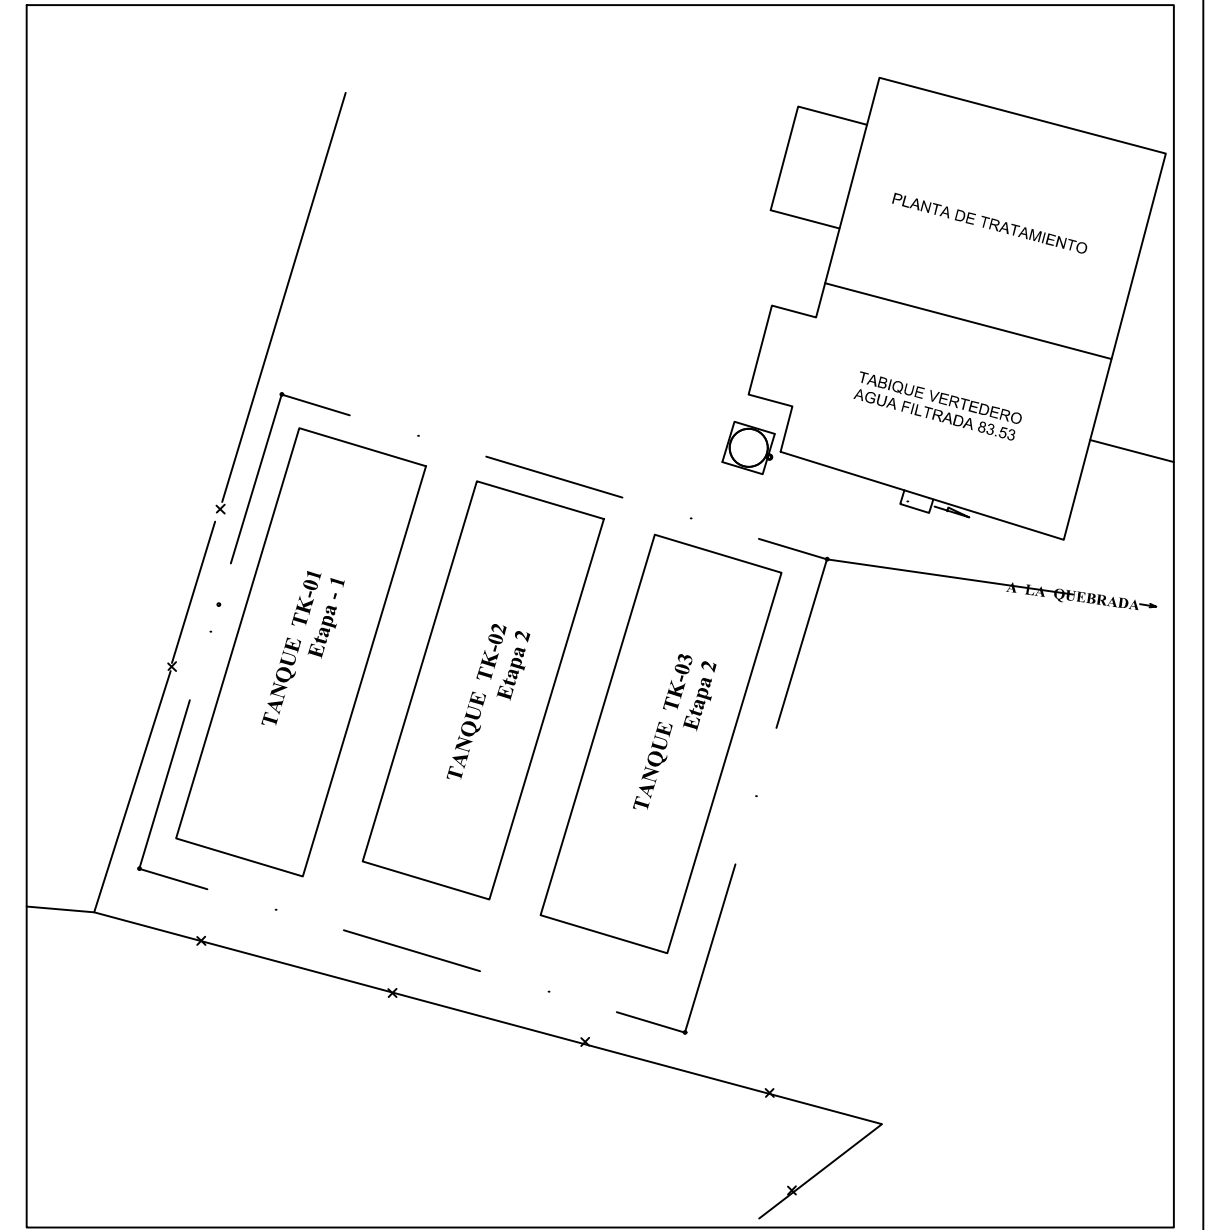 PLANTA DE TRATAMIENTO
TABIQUE VERTEDERO
AGUA FILTRADA 83.53
A LA QUEBRADA
TANQUE TK-01
Etapa - 1
TANQUE TK-02
Etapa 2
TANQUE TK-03
Etapa 2